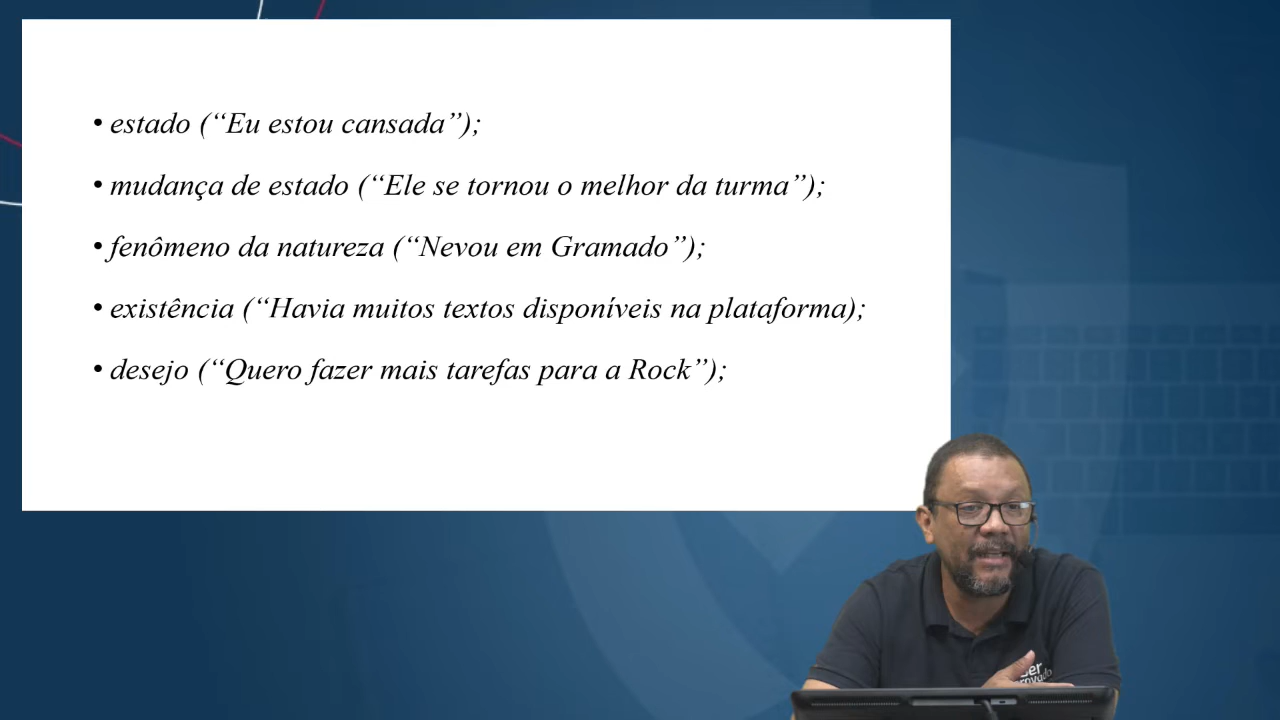 • estado (“Eu estou cansada”);
• mudança de estado (“Ele se tornou o melhor da turma”);
• fenômeno da natureza (“Nevou em Gramado”);
• existência (“Havia muitos textos disponíveis na plataforma);
• desejo (“Quero fazer mais tarefas para a Rock”);